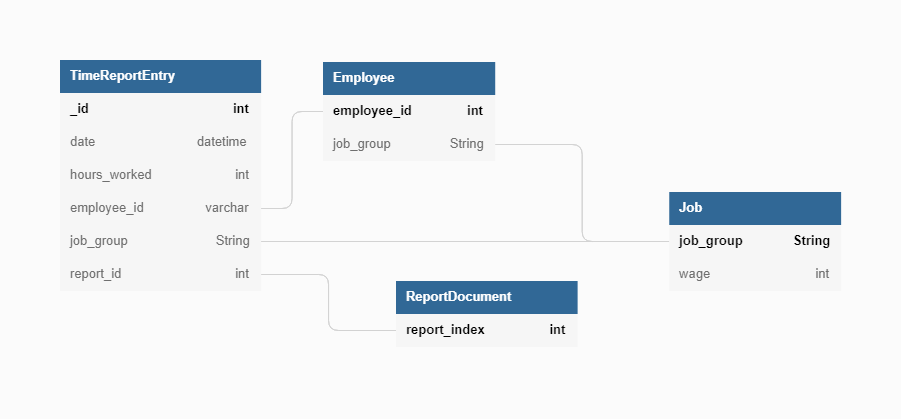 TimeReportEntry
_id int
date datetime
hours_worked int
employee_id varchar
job_group String
report_id int
Employee
employee_id int
job_group String
Job
job_group String
wage int
ReportDocument
report_index int